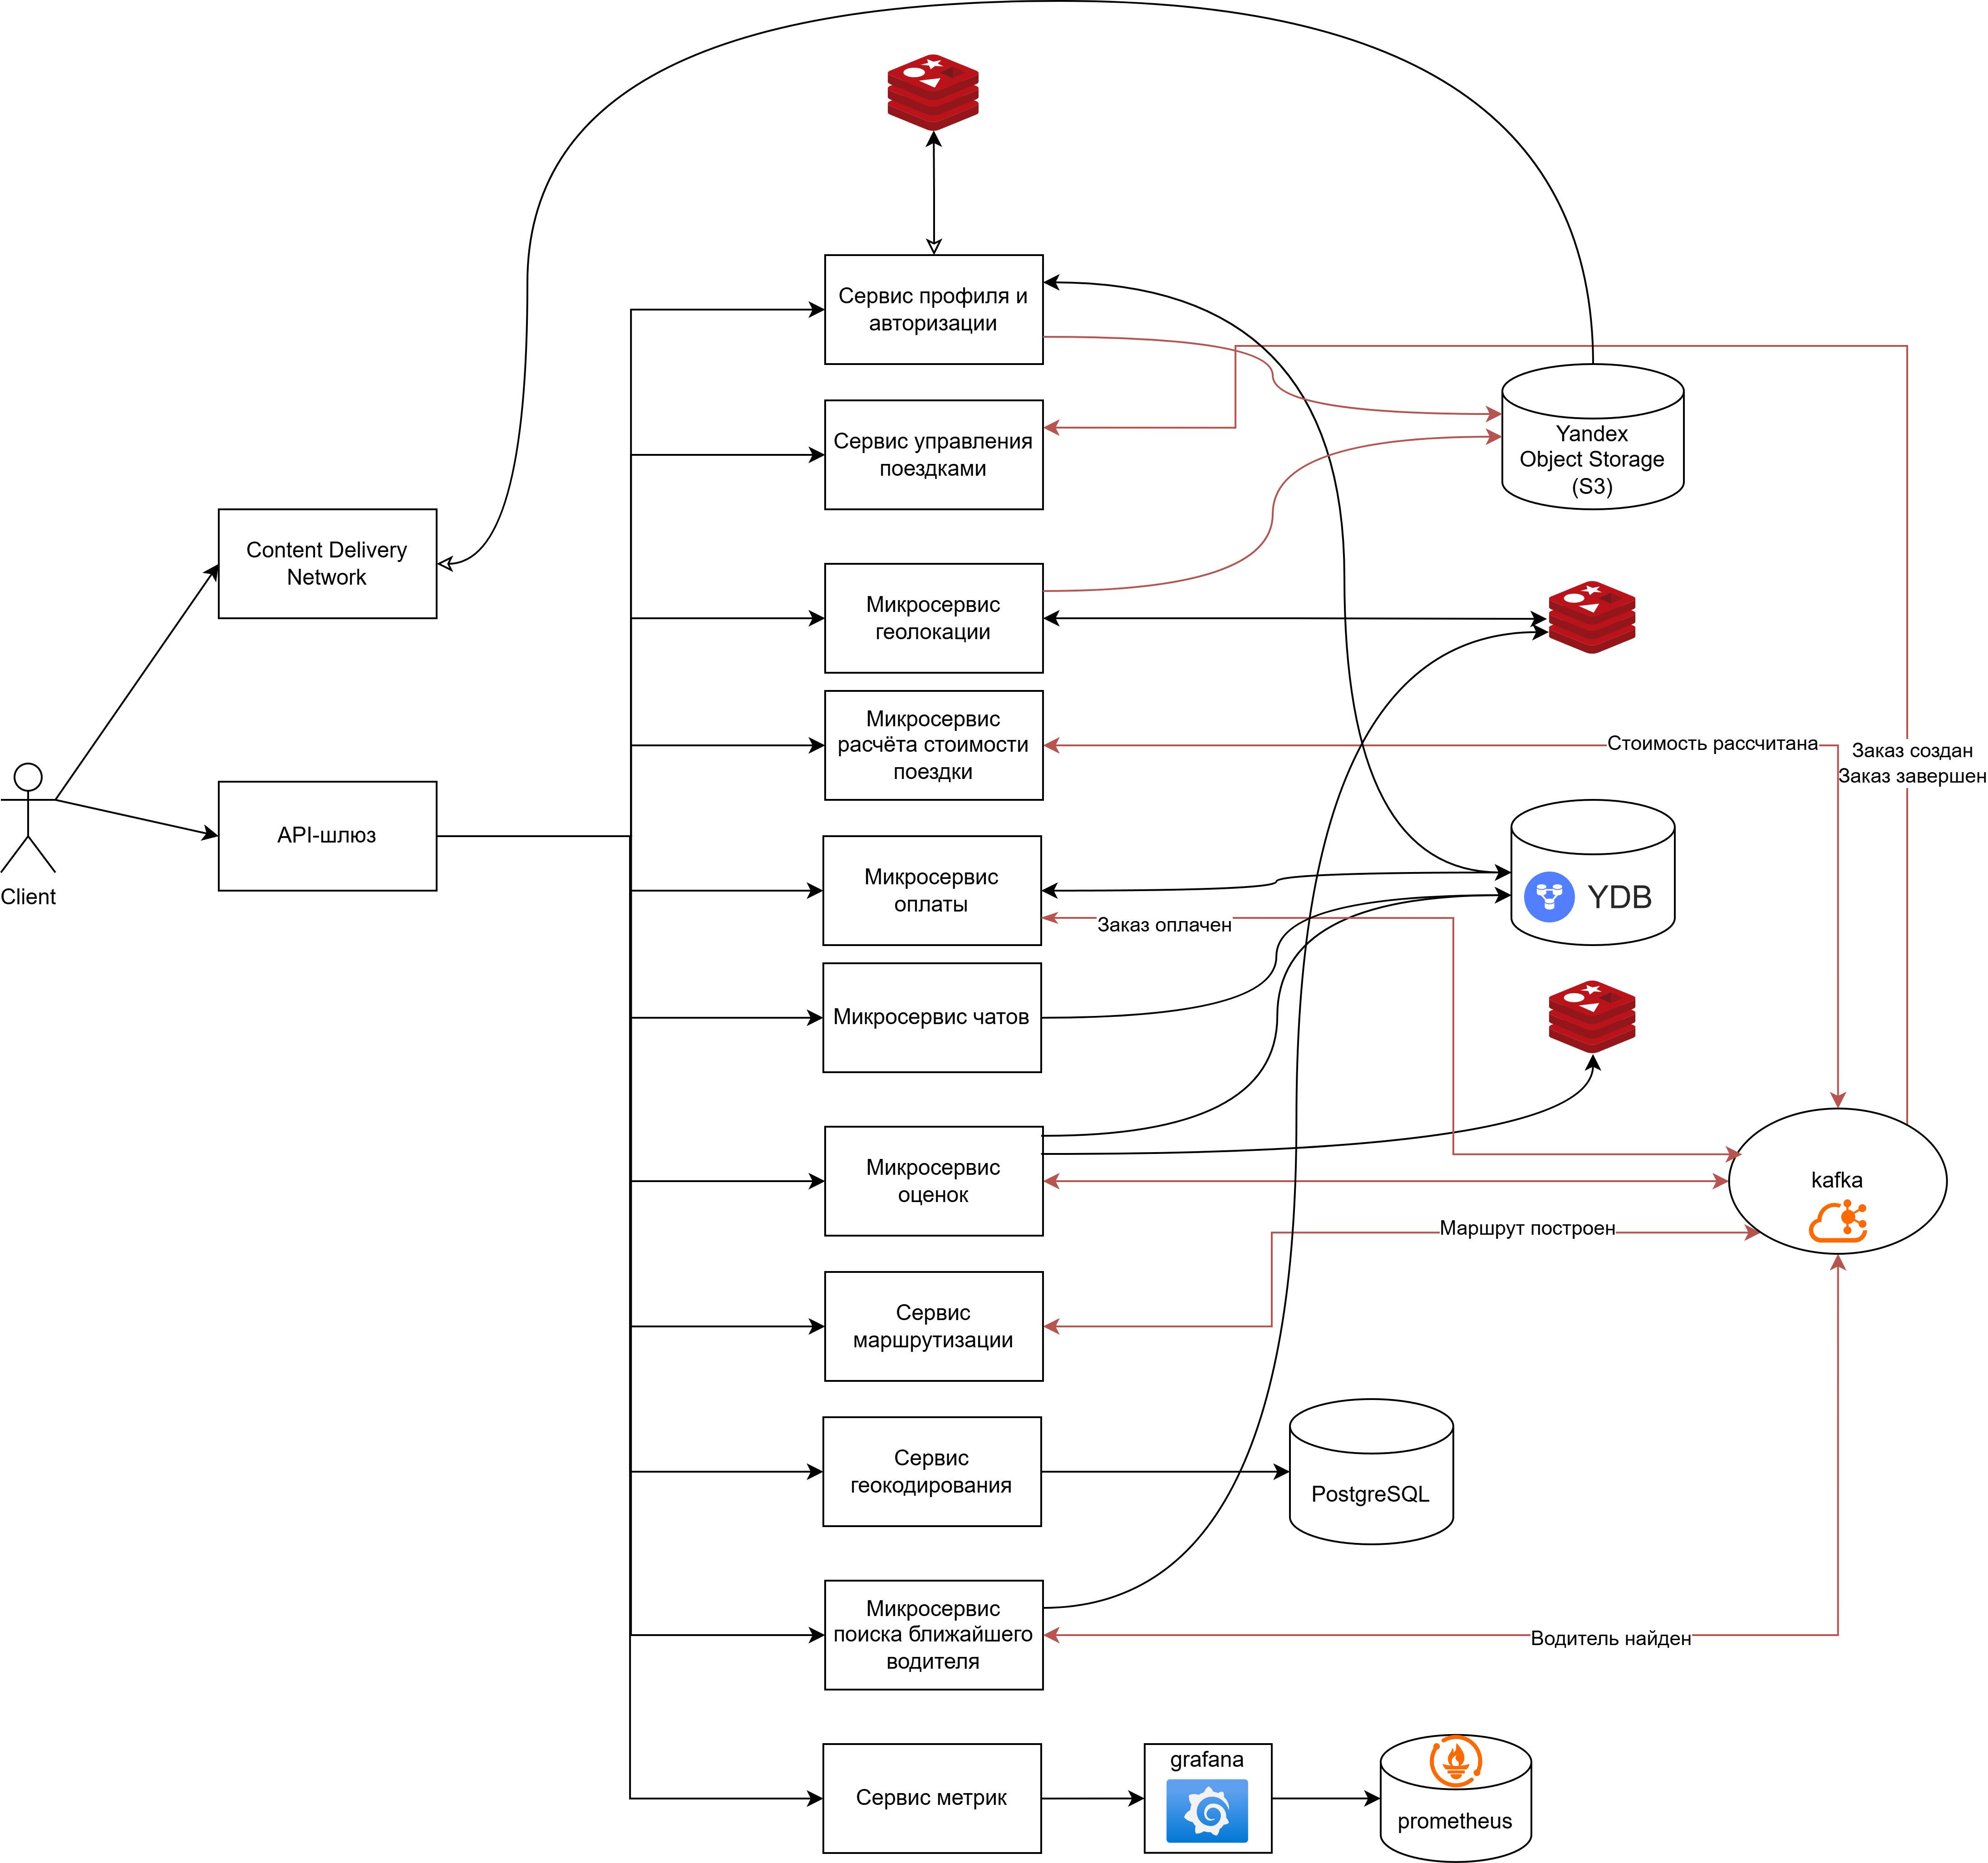 Сервис профиля и
авторизации
Сервис управления
поездками
Yandex
Object Storage
(S3)
Content Delivery
Network
Микросервис
геолокации
Микросервис
расчёта стоимости
поездки
Стоимость рассчитана
Заказ создан
Заказ завершен
API-шлюз
Client
Микросервис
оплаты
YDB
Заказ оплачен
Микросервис чатов
Микросервис
оценок
kafka
Маршрут построен
Сервис
маршрутизации
Сервис
геокодирования
PostgreSQL
Микросервис
поиска ближайшего
водителя
Водитель найден
Сервис метрик
grafana
prometheus